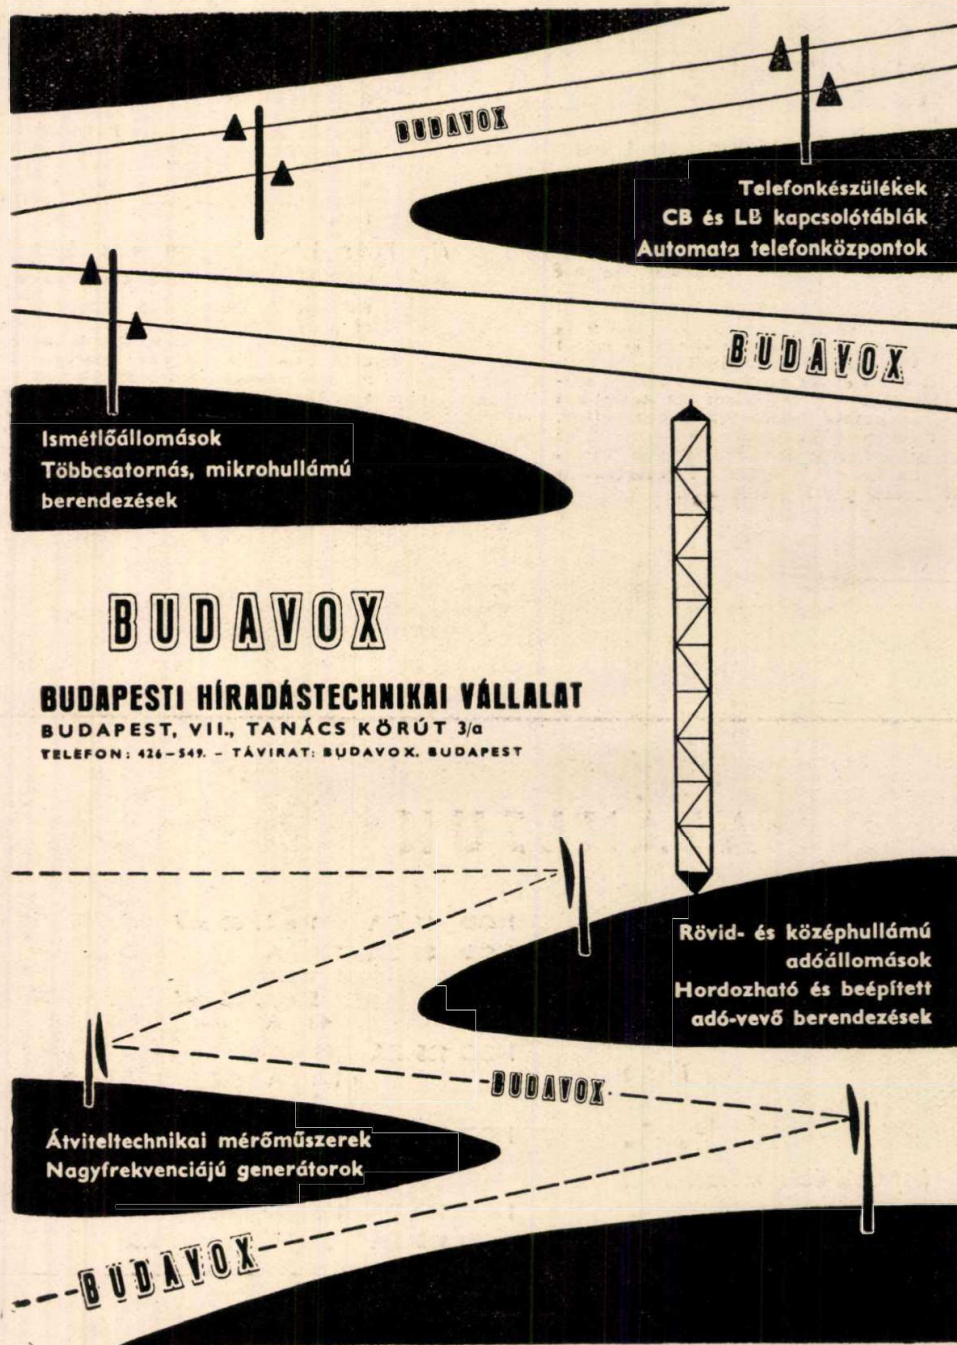 BUDAVOX
Telefonkészülékek
CB és LB kapcsolótáblák
Automata telefonközpontok
BUDAVOX
Ismétlőállomások
Többcsatornás, mikrohullámú
berendezések
BUDAVOX
BUDAPESTI HÍRADÁSTECHNIKAI VÁLLALAT
BUDAPEST, VII., TANÁCS KÖRÚT 3/a
TELEFON: 426–549. – TÁVIRAT: BUDAVOX. BUDAPEST
Rövid- és középhullámú
adóállomások
Hordozható és beépített
adó-vevő berendezések
BUDAVOX
Átviteltechnikai mérőműszerek
Nagyfrekvenciájú generátorok
BUDAVOX